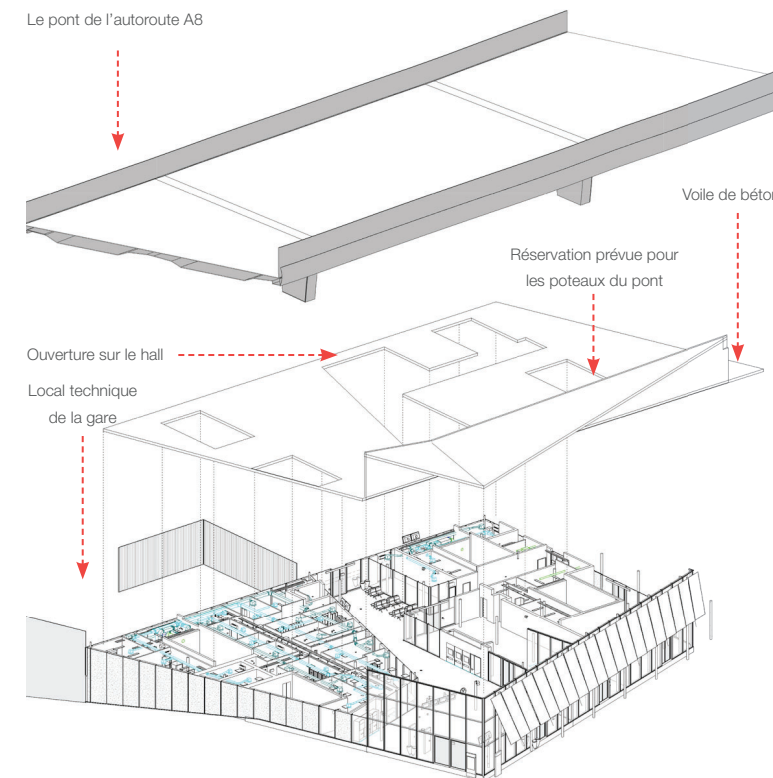 Le pont de l'autoroute A8
Voile de béto
Réservation prévue pour
les poteaux du pont
Ouverture sur le hall
Local technique
de la gare